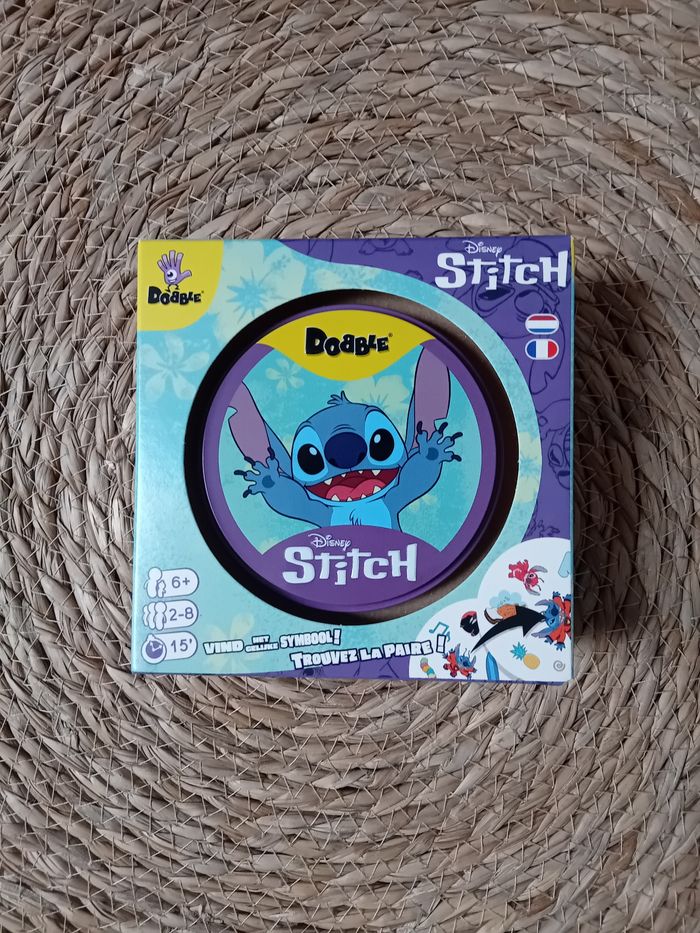 DOBBLE
Disney
STITCH
DOBBLE
Disney
STITCH
6+
2-8
15'
VIND HET GELIJKE SYMBOOL!
TROUVEZ LA PAIRE !